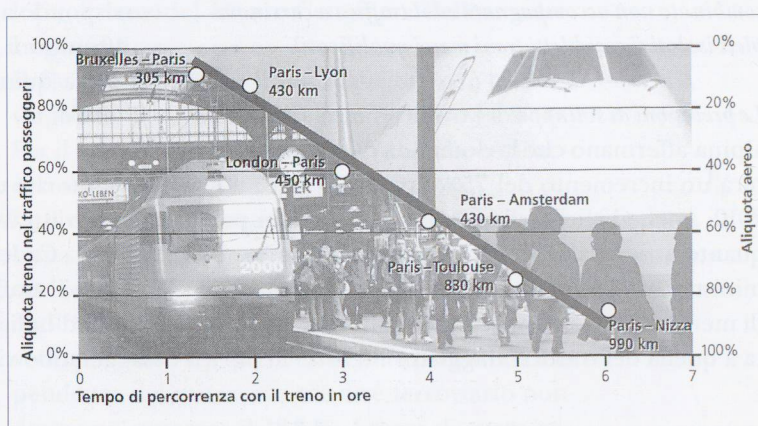 100%
80%
60%
40%
20%
0%
Aliquota treno nel traffico passeggeri
0%
20%
40%
60%
80%
100%
Aliquota aereo
Bruxelles – Paris
305 km
Paris – Lyon
430 km
London – Paris
450 km
Paris – Amsterdam
430 km
Paris – Toulouse
830 km
Paris – Nizza
990 km
KO-LEBEN
2000
0 1 2 3 4 5 6 7
Tempo di percorrenza con il treno in ore